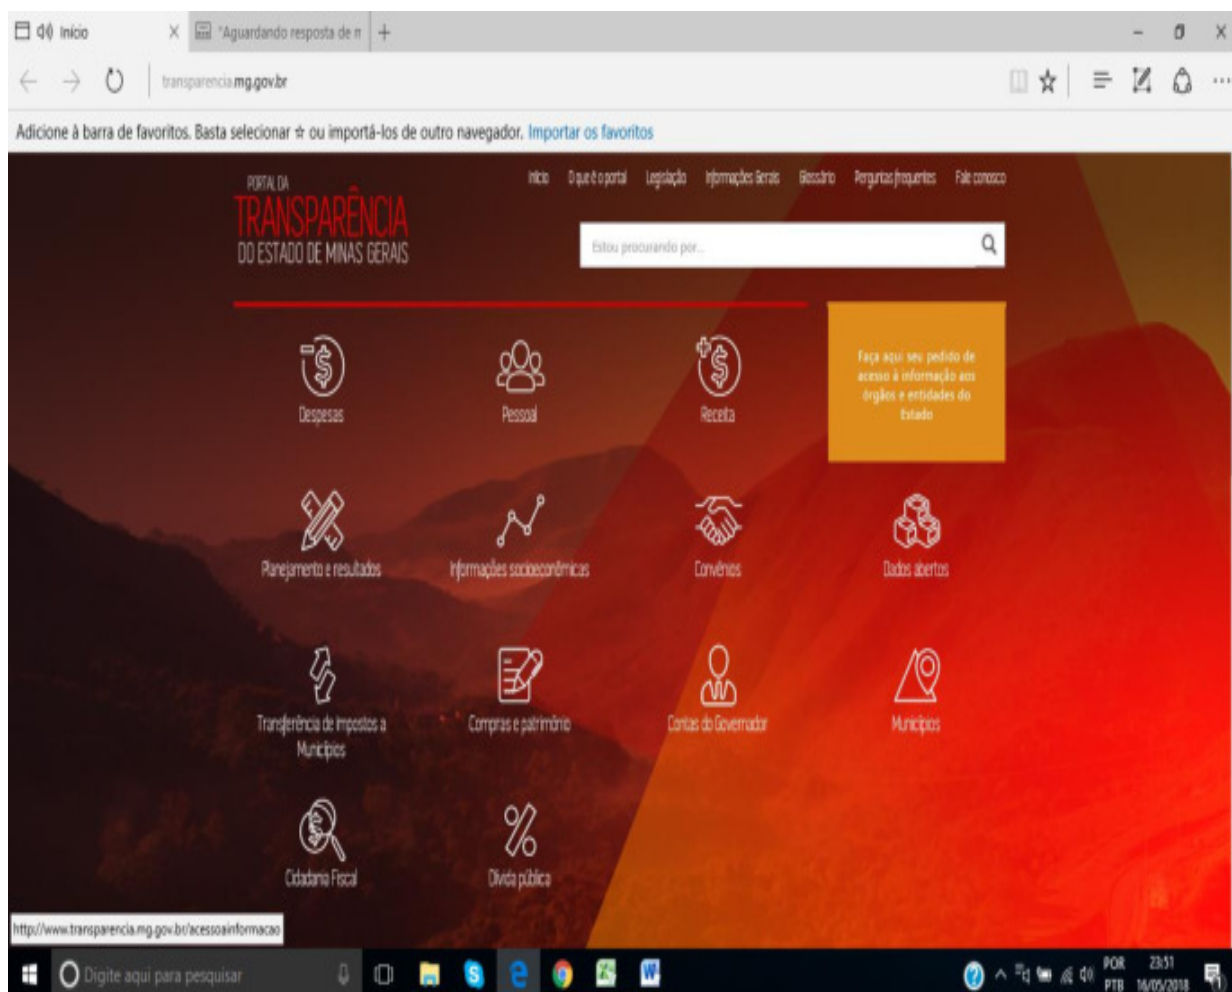 Início
"Aguardando resposta de n
transparencia.mg.gov.br
Adicione à barra de favoritos. Basta selecionar ☆ ou importá-los de outro navegador. Importar os favoritos
PORTAL DA
TRANSPARÊNCIA
DO ESTADO DE MINAS GERAIS
Início O que é o portal Legislação Informações Gerais Glossário Perguntas frequentes Fale conosco
Estou procurando por...
Despesas
Pessoal
Receita
Faça aqui seu pedido de
acesso à informação aos
órgãos e entidades do
Estado
Planejamento e resultados
Informações socioeconômicas
Convênios
Dados abertos
Transferência de impostos a
Municípios
Compras e patrimônio
Contas do Governador
Municípios
Cidadania Fiscal
Dívida pública
http://www.transparencia.mg.gov.br/acessoainformacao
Digite aqui para pesquisar
POR
PTB
23:51
16/05/2018